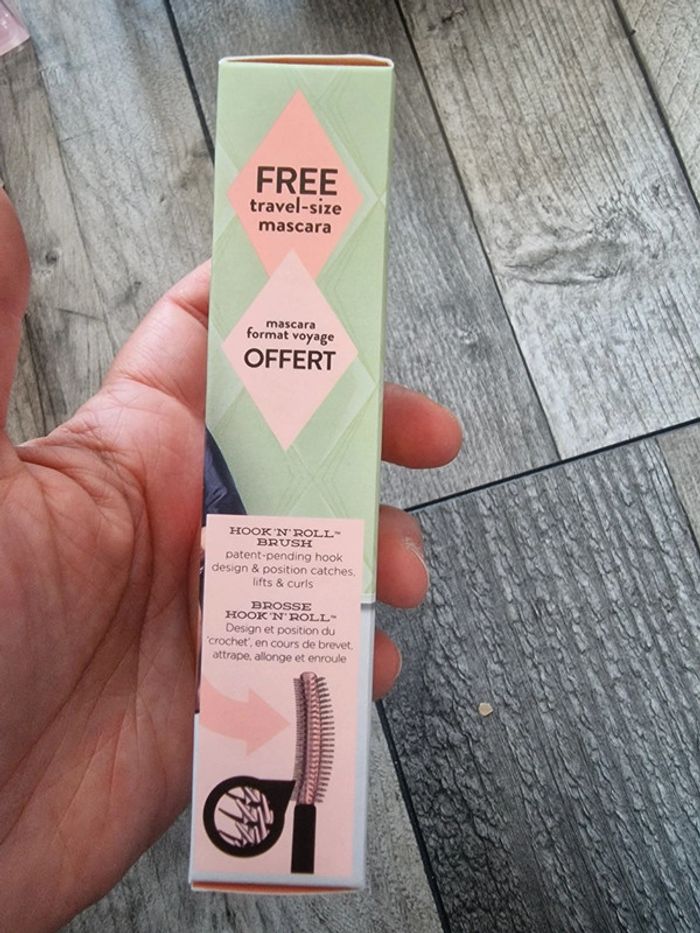 FREE
travel-size
mascara
mascara
format voyage
OFFERT
HOOK 'N' ROLL™
BRUSH
patent-pending hook
design & position catches,
lifts & curls
BROSSE
HOOK 'N' ROLL™
Design et position du
'crochet', en cours de brevet,
attrape, allonge et enroule